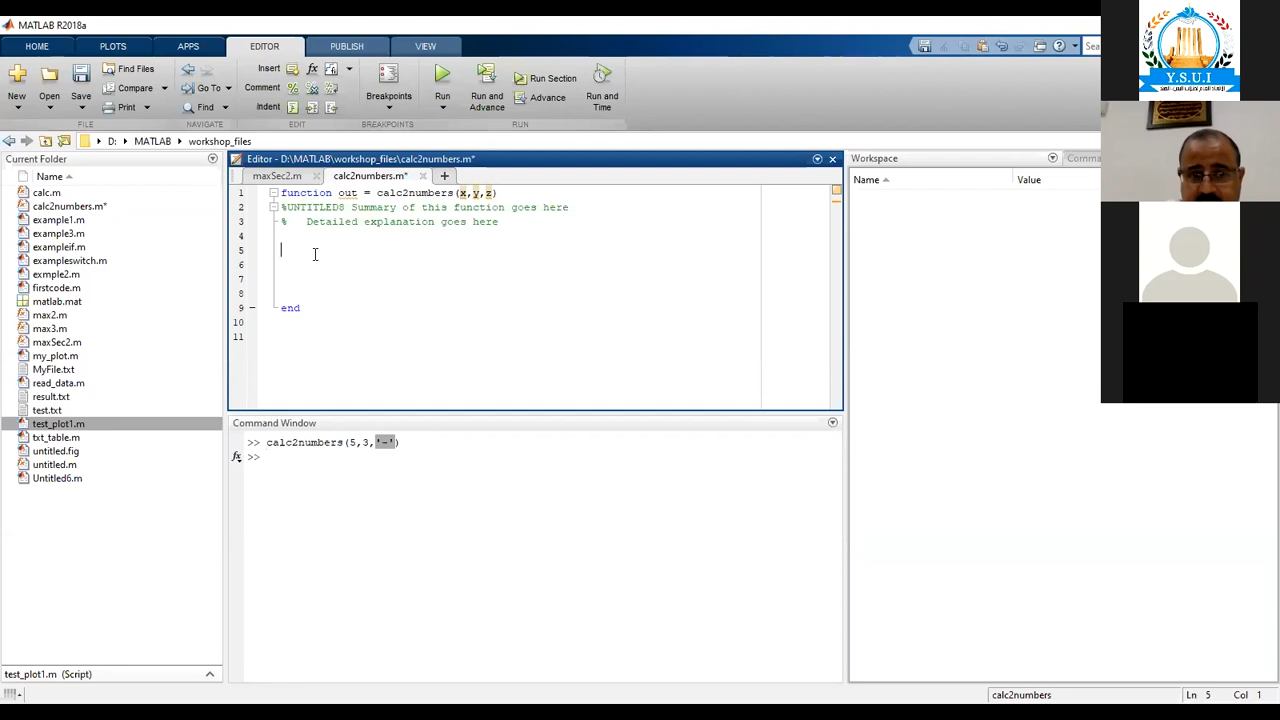 MATLAB R2018a
HOME
PLOTS
APPS
EDITOR
PUBLISH
VIEW
Sea
New
Open
Save
Find Files
Compare
Print
FILE
Go To
Find
NAVIGATE
Insert
fx
Comment
Indent
EDIT
Breakpoints
BREAKPOINTS
Run
Run and
Advance
Run Section
Advance
Run and
Time
RUN
D: MATLAB workshop_files
Y.S.U.I
Current Folder
Name
calc.m
calc2numbers.m*
example1.m
example3.m
exampleif.m
exampleswitch.m
exmple2.m
firstcode.m
matlab.mat
max2.m
max3.m
maxSec2.m
my_plot.m
MyFile.txt
read_data.m
result.txt
test.txt
test_plot1.m
txt_table.m
untitled.fig
untitled.m
Untitled6.m
test_plot1.m (Script)
Editor - D:\MATLAB\workshop_files\calc2numbers.m*
maxSec2.m
calc2numbers.m*
1 function out = calc2numbers(x,y,z)
2 %UNTITLED8 Summary of this function goes here
3 % Detailed explanation goes here
4
5
6
7
8
9 end
10
11
Command Window
>> calc2numbers(5,3,'-')
fx >>
Workspace
Comma
Name
Value
calc2numbers
Ln 5
Col 1